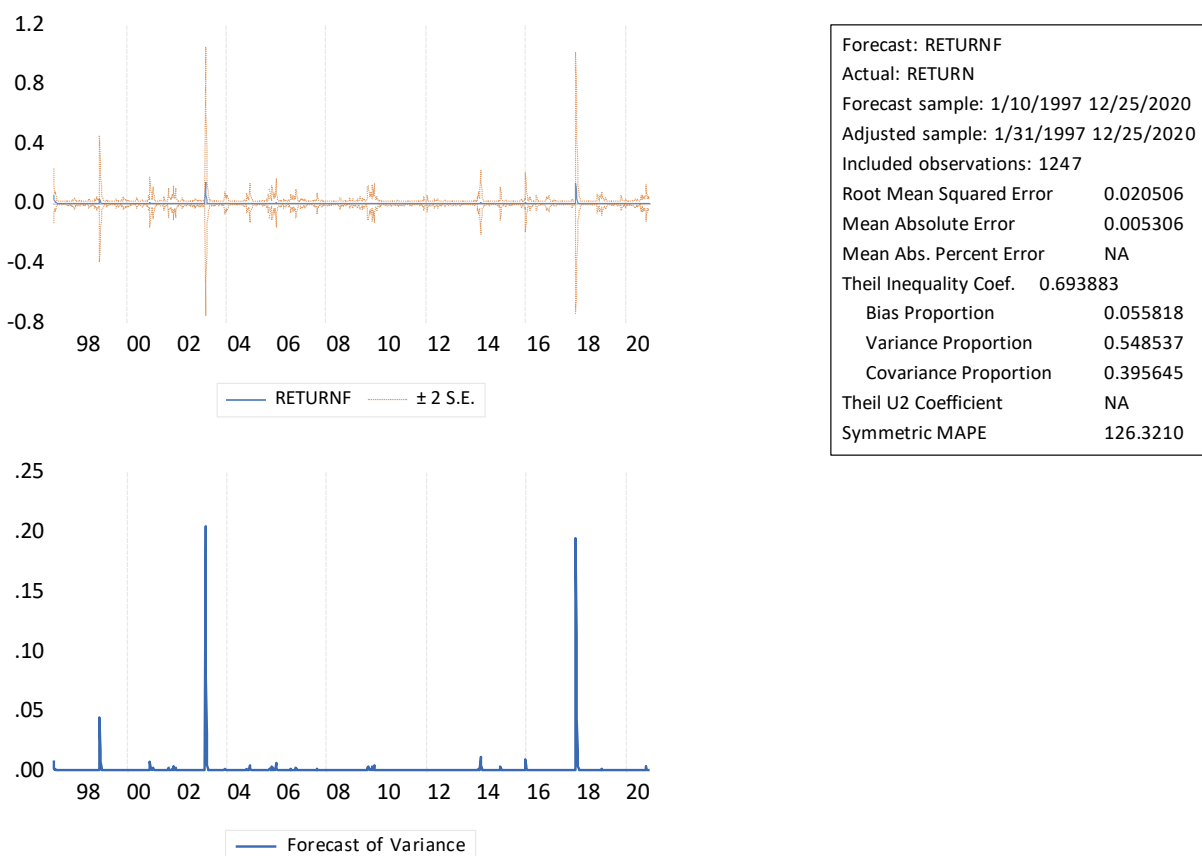 1.2
0.8
0.4
0.0
-0.4
-0.8
98 00 02 04 06 08 10 12 14 16 18 20
RETURNF ± 2 S.E.
Forecast: RETURNF
Actual: RETURN
Forecast sample: 1/10/1997 12/25/2020
Adjusted sample: 1/31/1997 12/25/2020
Included observations: 1247
Root Mean Squared Error 0.020506
Mean Absolute Error 0.005306
Mean Abs. Percent Error NA
Theil Inequality Coef. 0.693883
Bias Proportion 0.055818
Variance Proportion 0.548537
Covariance Proportion 0.395645
Theil U2 Coefficient NA
Symmetric MAPE 126.3210
.25
.20
.15
.10
.05
.00
98 00 02 04 06 08 10 12 14 16 18 20
Forecast of Variance